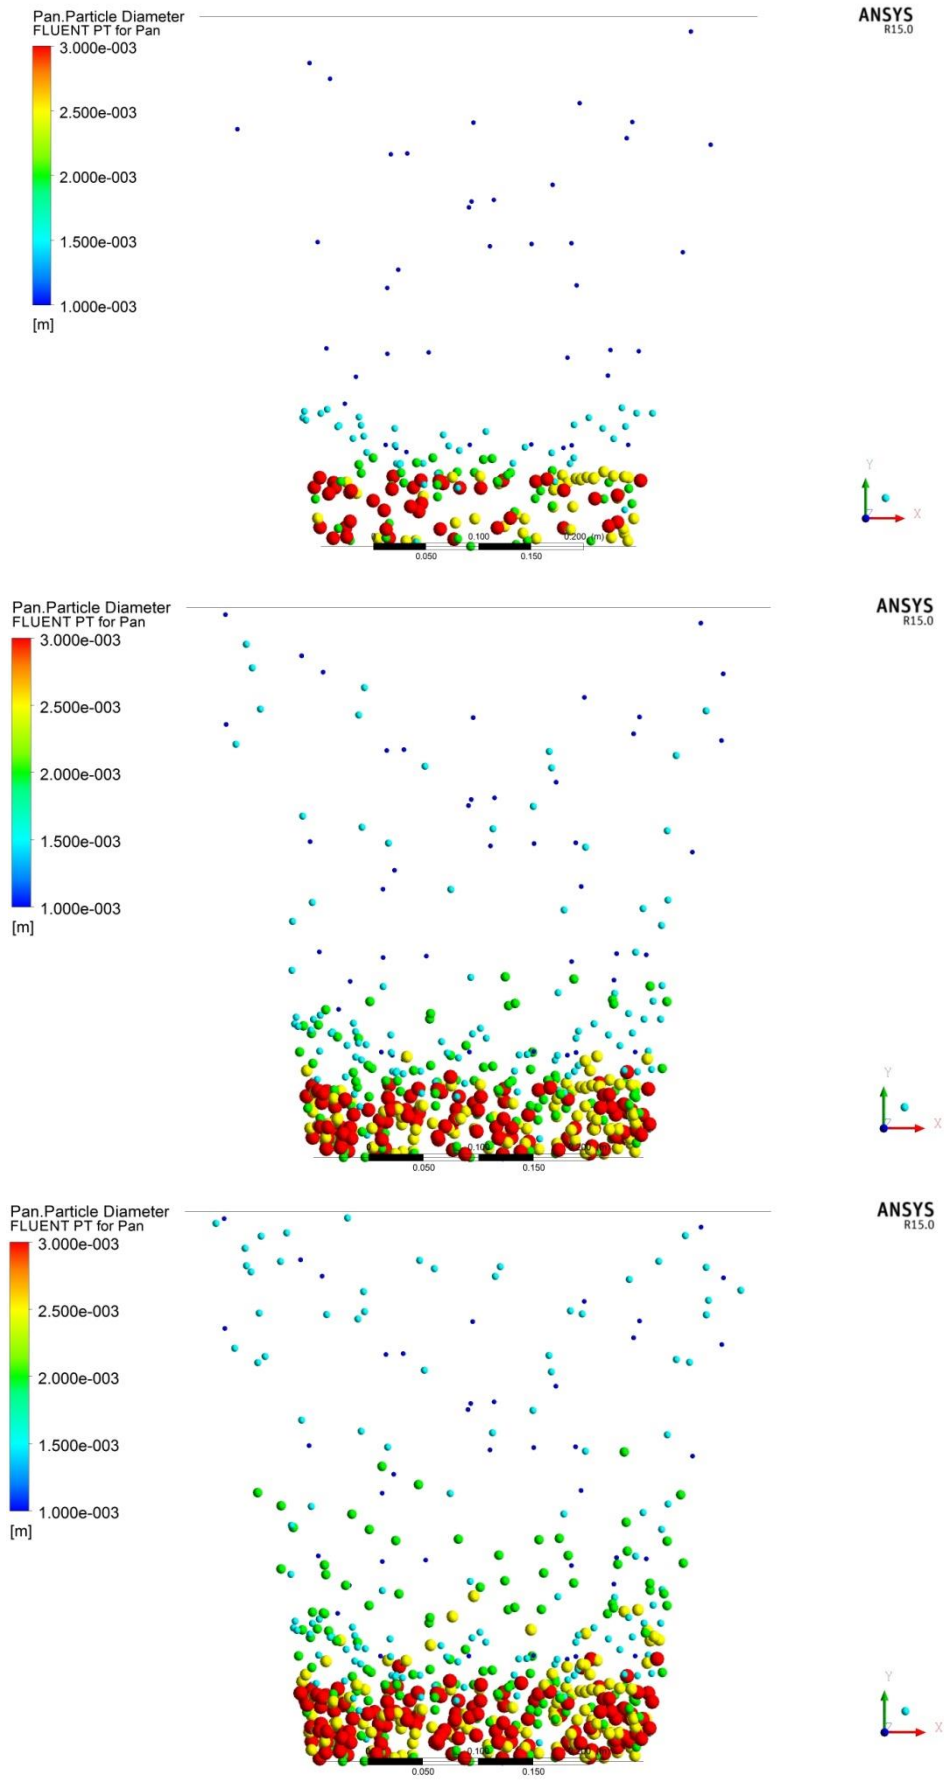 Pan.Particle Diameter
FLUENT PT for Pan
ANSYS
R15.0
3.000e-003
2.500e-003
2.000e-003
1.500e-003
1.000e-003
[m]
Y
X
Z
0.100
0.200 (m)
0.050
0.150
Pan.Particle Diameter
FLUENT PT for Pan
ANSYS
R15.0
3.000e-003
2.500e-003
2.000e-003
1.500e-003
1.000e-003
[m]
Y
X
Z
0.100
0.050
0.150
Pan.Particle Diameter
FLUENT PT for Pan
ANSYS
R15.0
3.000e-003
2.500e-003
2.000e-003
1.500e-003
1.000e-003
[m]
Y
X
Z
0.100
0.050
0.150